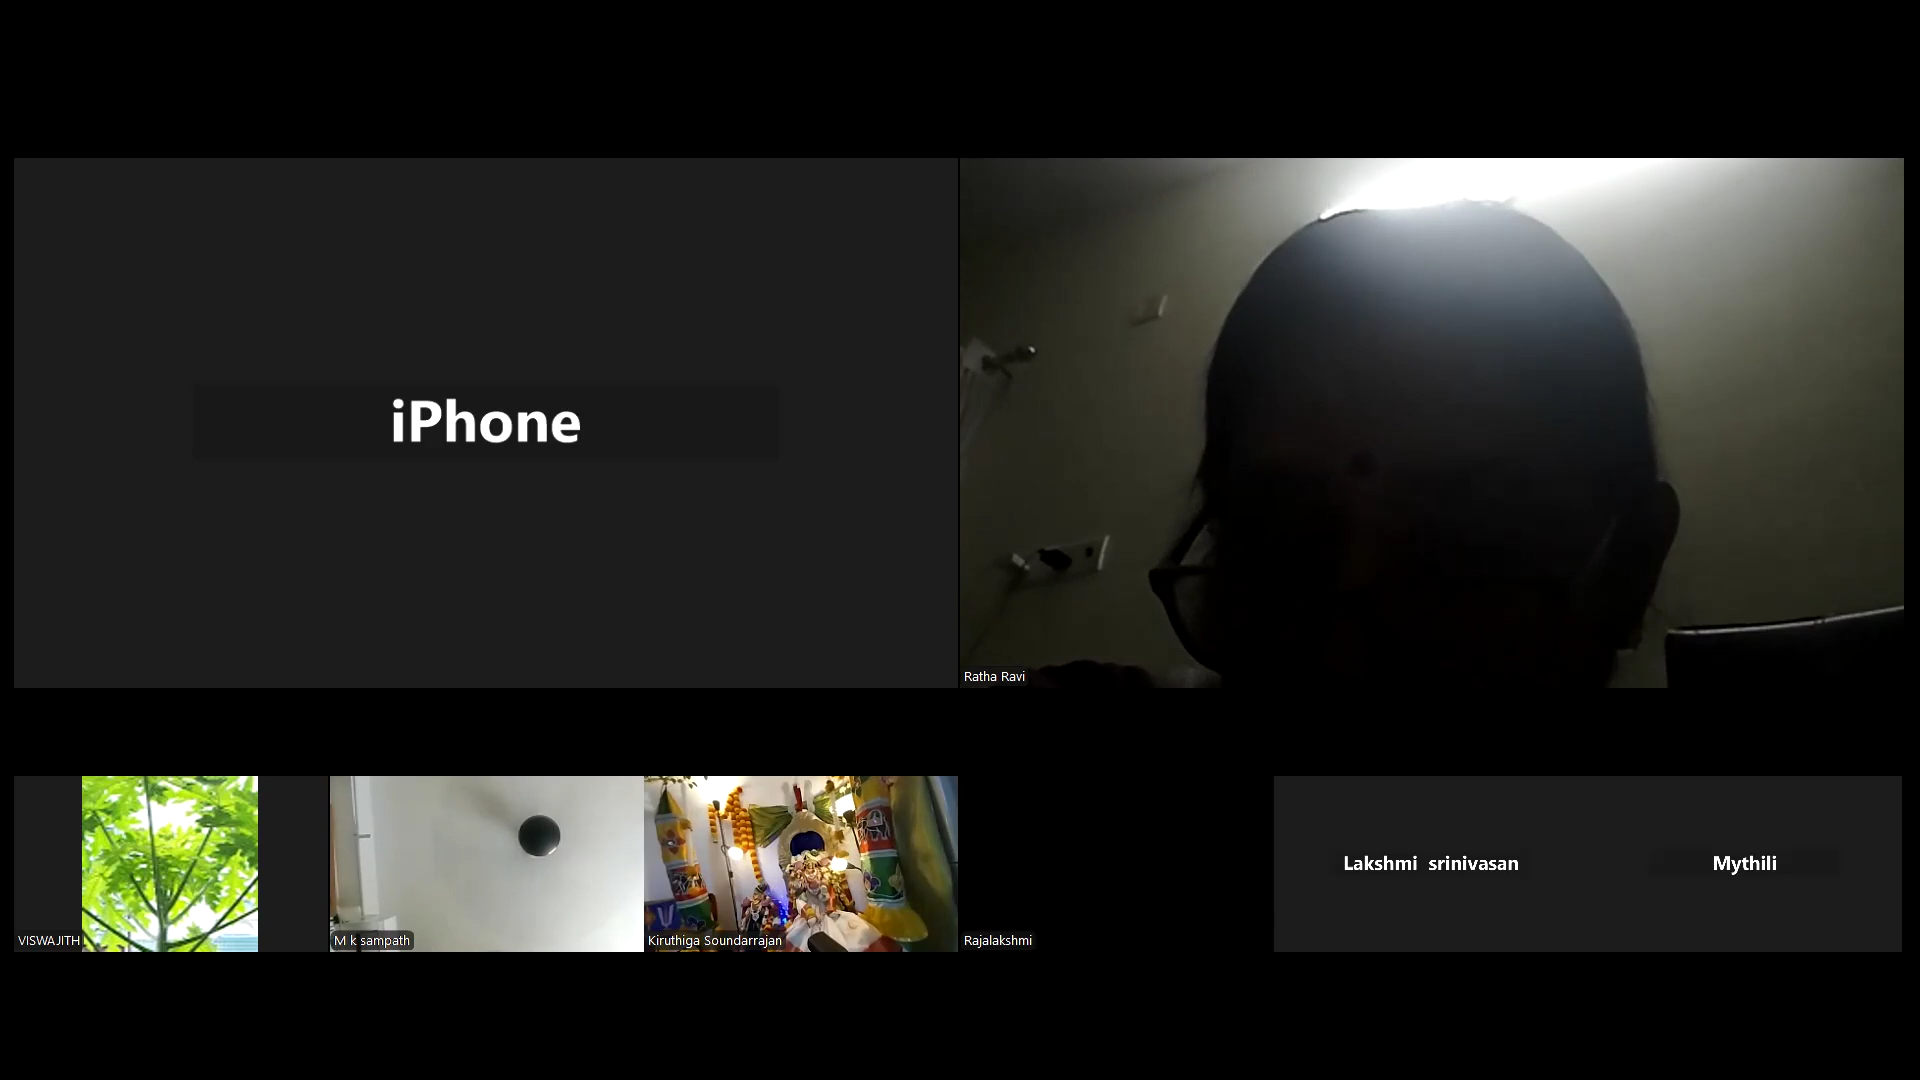 iPhone
Ratha Ravi
VISWAJITH
M k sampath
Kiruthiga Soundarrajan
Rajalakshmi
Lakshmi srinivasan
Mythili